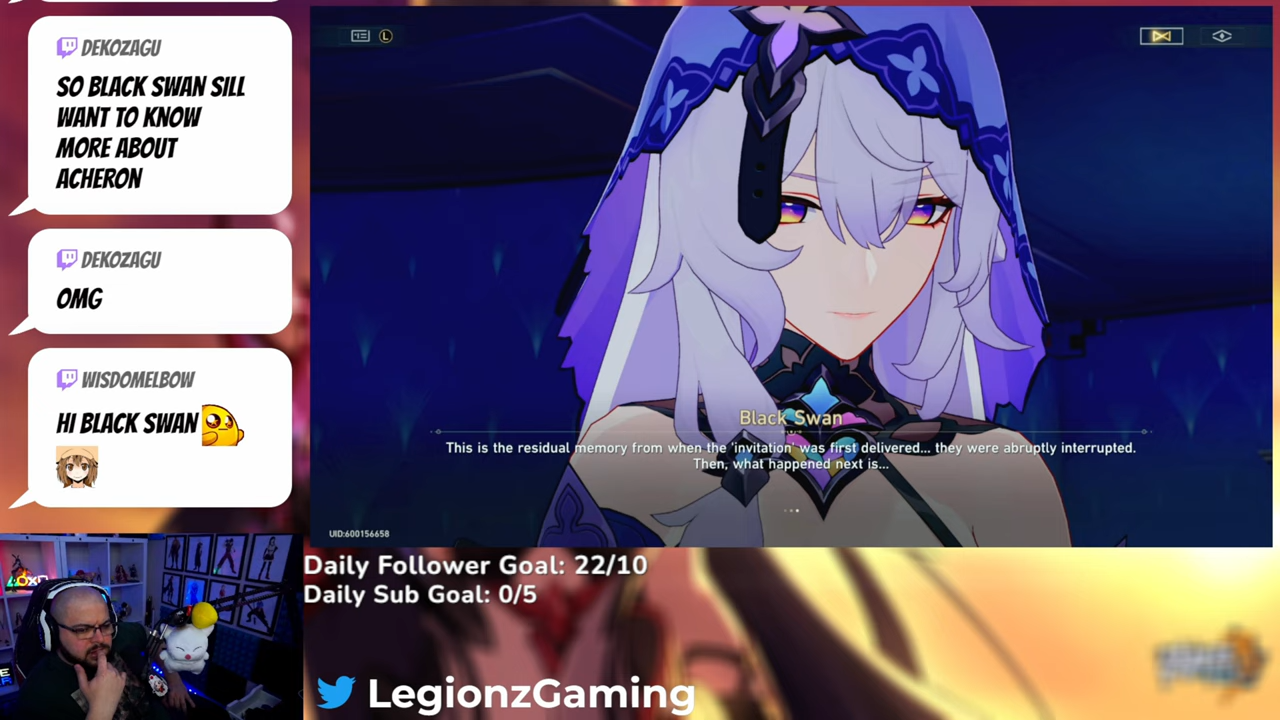 DEKOZAGU
SO BLACK SWAN SILL
WANT TO KNOW
MORE ABOUT
ACHERON
DEKOZAGU
OMG
WISDOMELBOW
HI BLACK SWAN
L
Black Swan
This is the residual memory from when the 'invitation' was first delivered... they were abruptly interrupted.
Then, what happened next is...
UID:600156658
Daily Follower Goal: 22/10
Daily Sub Goal: 0/5
LegionzGaming